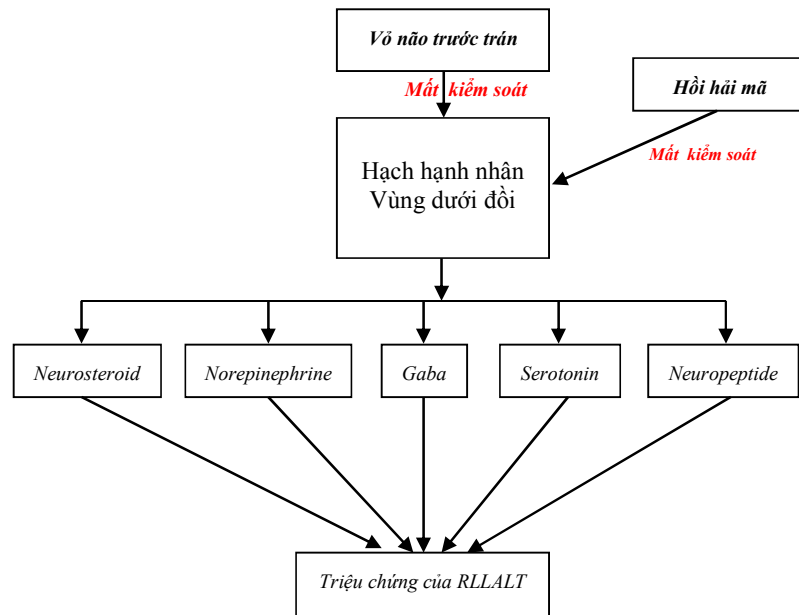 Vỏ não trước trán
Mất kiểm soát
Hồi hải mã
Mất kiểm soát
Hạch hạnh nhân
Vùng dưới đồi
Neurosteroid
Norepinephrine
Gaba
Serotonin
Neuropeptide
Triệu chứng của RLLALT